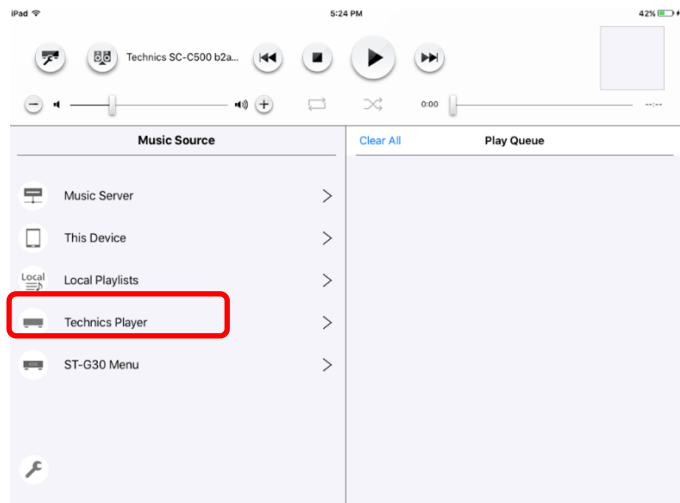 iPad 5:24 PM 42%
Technics SC-C500 b2a...
0:00 --:--
Music Source
Clear All Play Queue
Music Server
This Device
Local Local Playlists
Technics Player
ST-G30 Menu